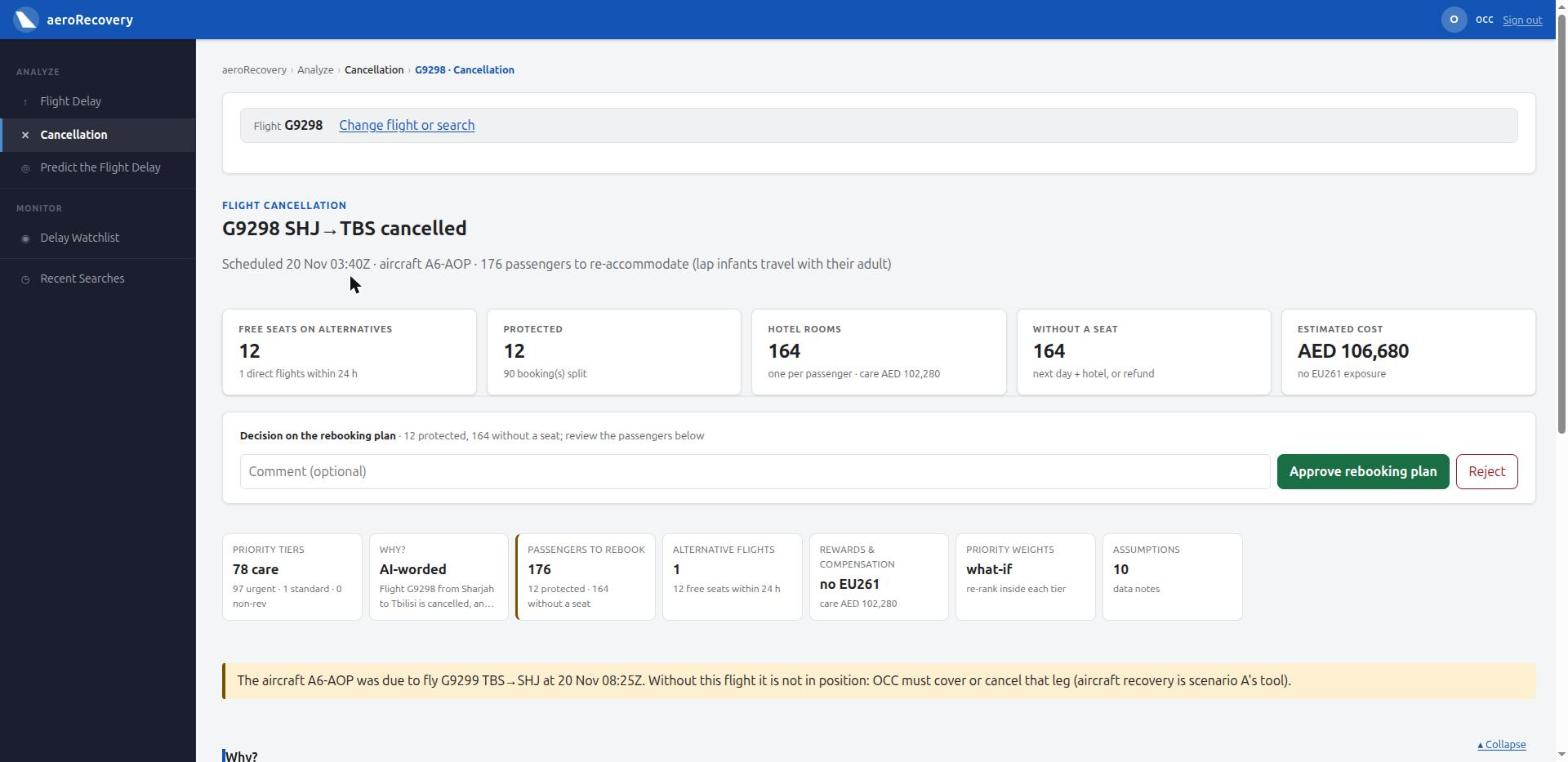 aeroRecovery
O OCC Sign out
ANALYZE
↑ Flight Delay
✕ Cancellation
◎ Predict the Flight Delay
MONITOR
◉ Delay Watchlist
◷ Recent Searches
aeroRecovery › Analyze › Cancellation › G9298 · Cancellation
Flight G9298 Change flight or search
FLIGHT CANCELLATION
G9298 SHJ→TBS cancelled
Scheduled 20 Nov 03:40Z · aircraft A6-AOP · 176 passengers to re-accommodate (lap infants travel with their adult)
FREE SEATS ON ALTERNATIVES
12
1 direct flights within 24 h
PROTECTED
12
90 booking(s) split
HOTEL ROOMS
164
one per passenger · care AED 102,280
WITHOUT A SEAT
164
next day + hotel, or refund
ESTIMATED COST
AED 106,680
no EU261 exposure
Decision on the rebooking plan · 12 protected, 164 without a seat; review the passengers below
Comment (optional)
Approve rebooking plan
Reject
PRIORITY TIERS
78 care
97 urgent · 1 standard · 0
non-rev
WHY?
AI-worded
Flight G9298 from Sharjah
to Tbilisi is cancelled, an…
PASSENGERS TO REBOOK
176
12 protected · 164
without a seat
ALTERNATIVE FLIGHTS
1
12 free seats within 24 h
REWARDS &
COMPENSATION
no EU261
care AED 102,280
PRIORITY WEIGHTS
what-if
re-rank inside each tier
ASSUMPTIONS
10
data notes
The aircraft A6-AOP was due to fly G9299 TBS→SHJ at 20 Nov 08:25Z. Without this flight it is not in position: OCC must cover or cancel that leg (aircraft recovery is scenario A's tool).
▴ Collapse
Why?